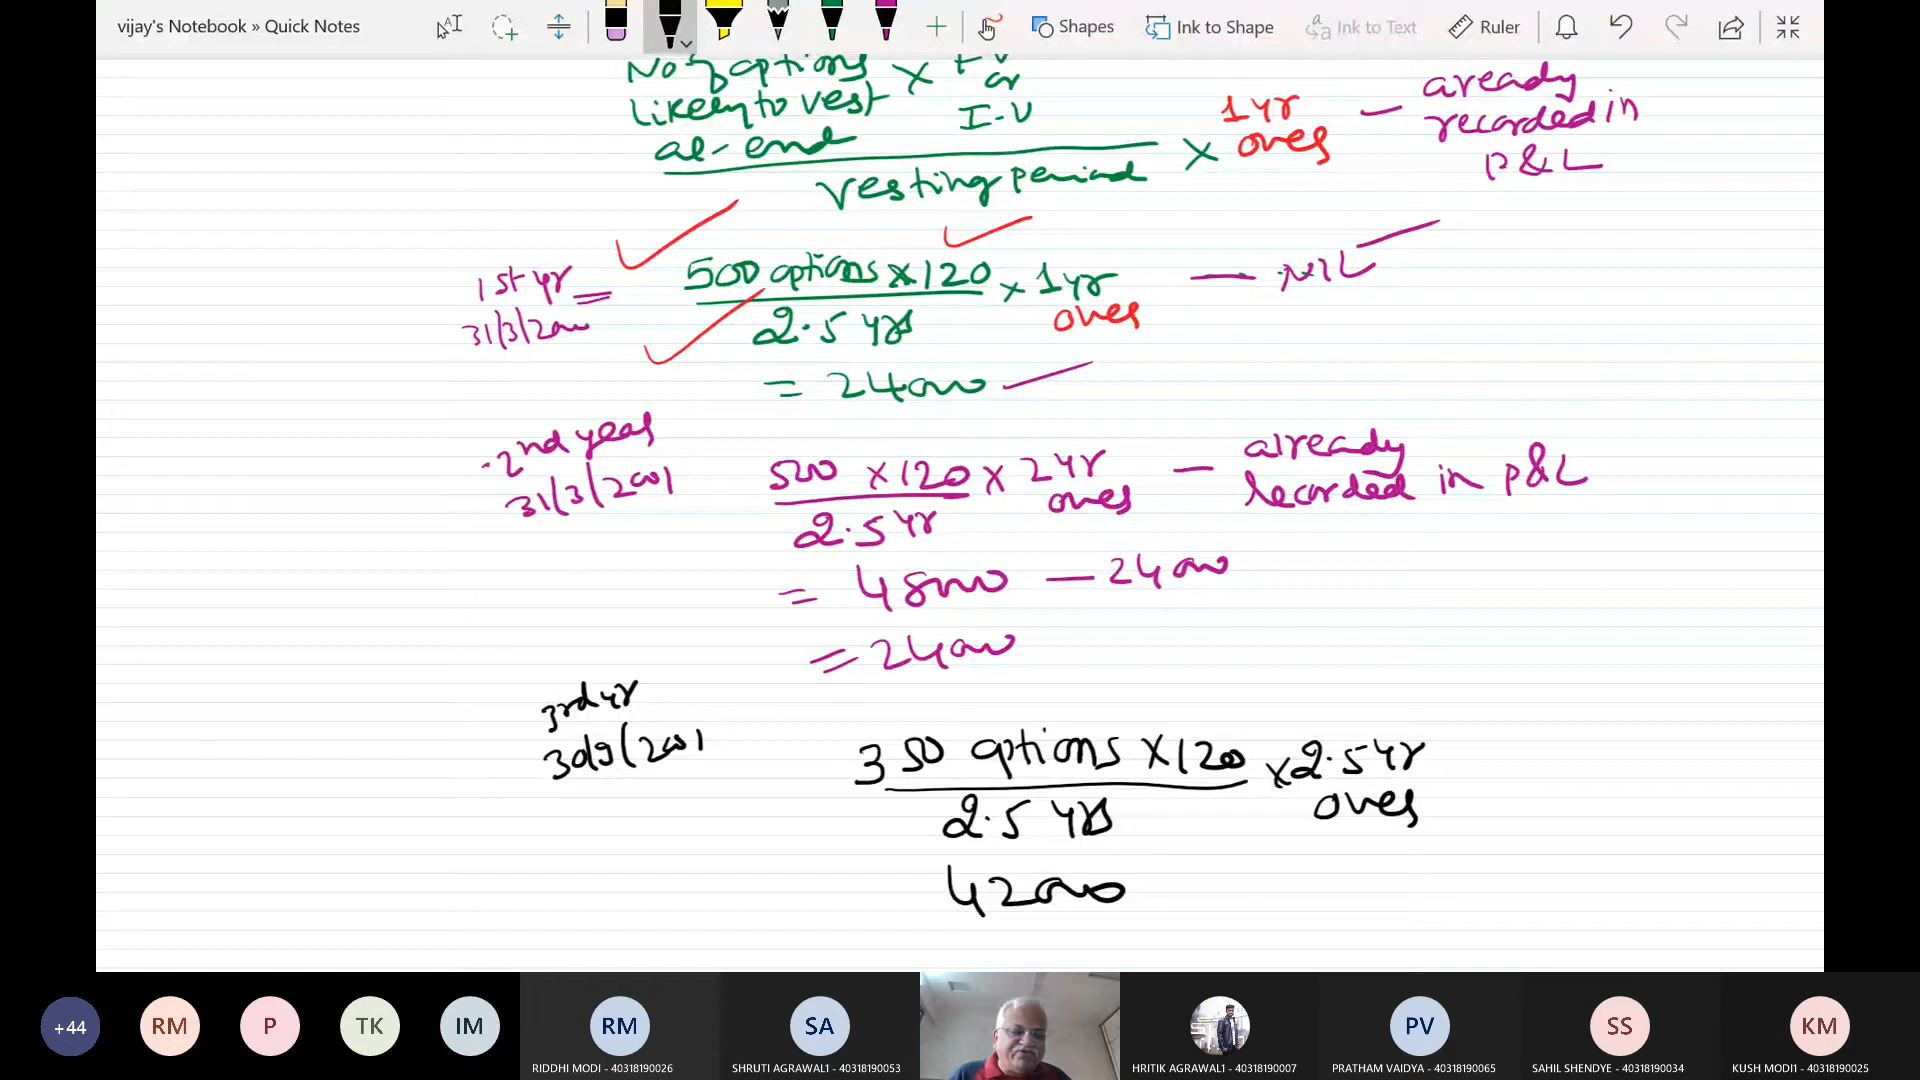 vijay's Notebook » Quick Notes
Shapes
Ink to Shape
Ink to Text
Ruler
No of options × F.V
likely to vest or
at end I-V
vesting period
× 1 yr
over
— already
recorded in
P&L
1st yr =
31/3/2000
500 options × 120 × 1 yr — NIL
2.5 yrs over
= 24000
2nd year
31/3/2001
500 × 120 × 2 yr — already
2.5 yr over recorded in P&L
= 48000 — 24000
= 24000
3rd yr
30/9/2001
350 options × 120 × 2.5 yr
2.5 yrs over
42000
+44
RM
P
TK
IM
RM
RIDDHI MODI - 40318190026
SA
SHRUTI AGRAWAL1 - 40318190053
HRITIK AGRAWAL1 - 40318190007
PV
PRATHAM VAIDYA - 40318190065
SS
SAHIL SHENDYE - 40318190034
KM
KUSH MODI1 - 40318190025